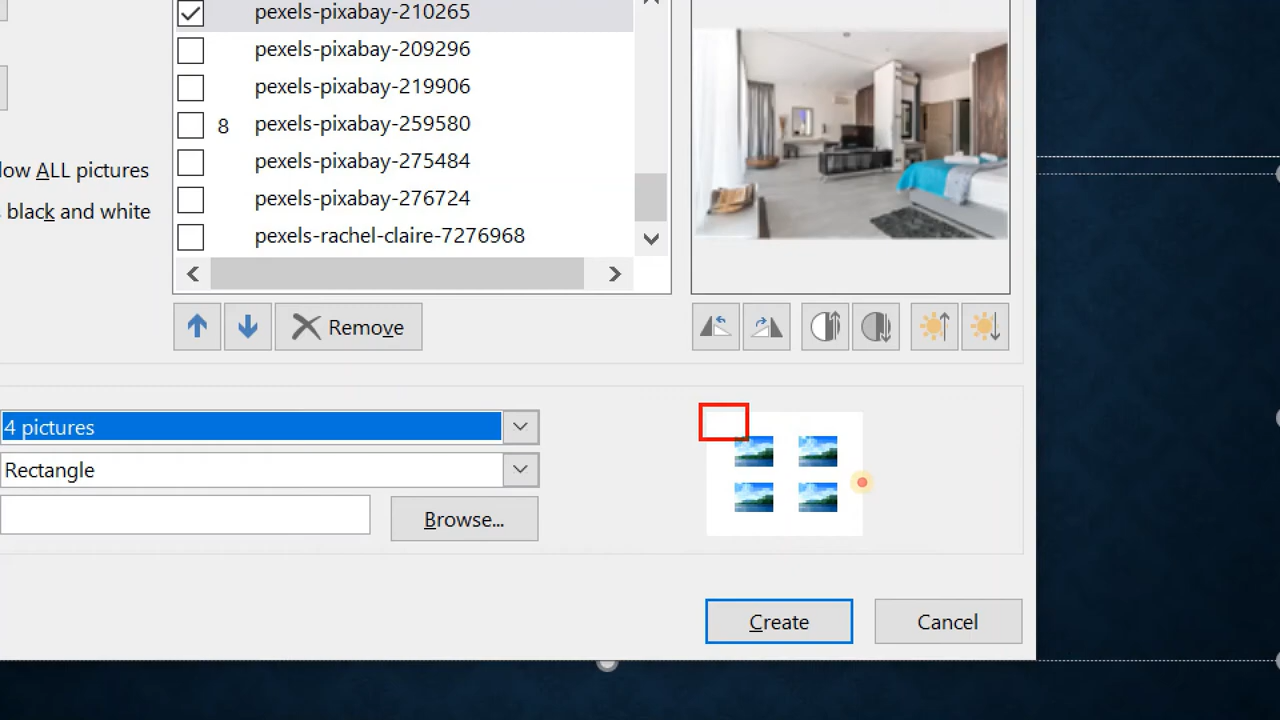 pexels-pixabay-210265
pexels-pixabay-209296
pexels-pixabay-219906
8 pexels-pixabay-259580
pexels-pixabay-275484
pexels-pixabay-276724
pexels-rachel-claire-7276968
ALL pictures
black and white
Remove
4 pictures
Rectangle
Browse...
Create
Cancel